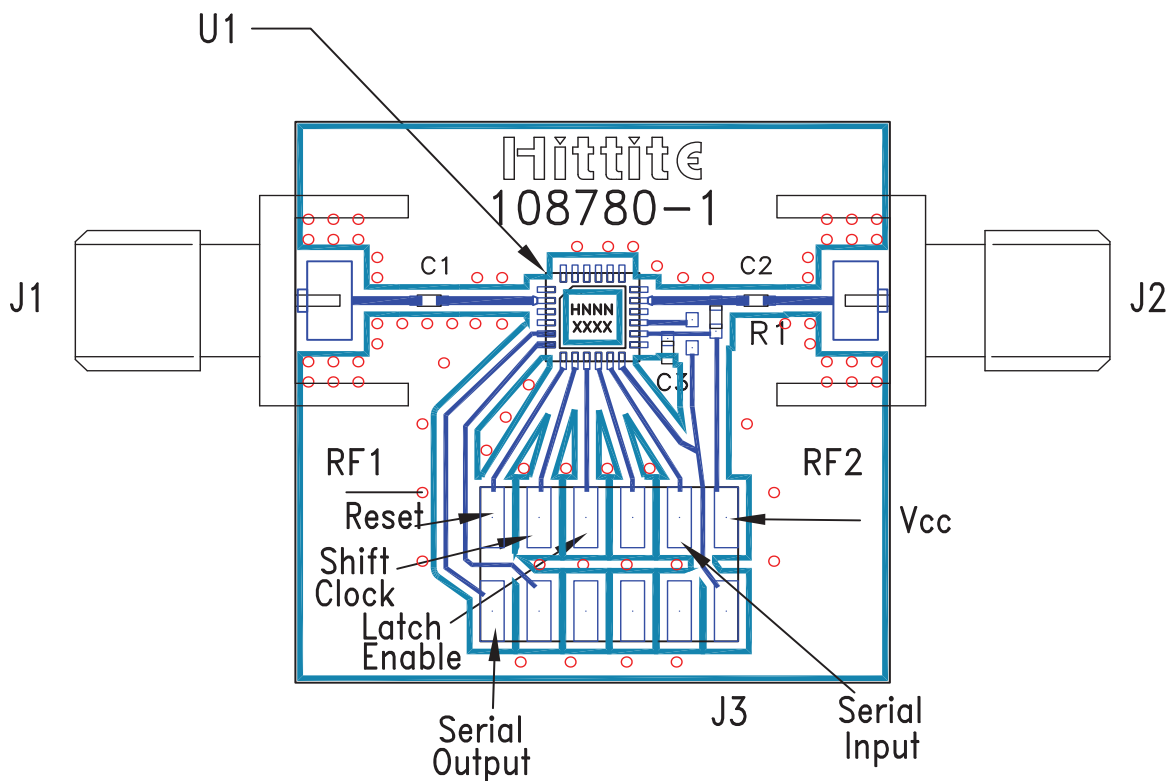 U1
Hittite
108780-1
C1
C2
J1
J2
HNNN
XXXX
R1
C3
RF1
RF2
Reset
Vcc
Shift
Clock
Latch
Enable
J3
Serial
Output
Serial
Input